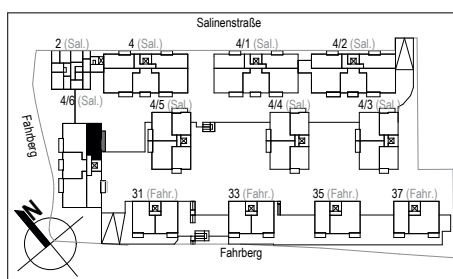 Salinenstraße
2 (Sal.) 4 (Sal.) 4/1 (Sal.) 4/2 (Sal.)
4/6 (Sal.) 4/5 (Sal.) 4/4 (Sal.) 4/3 (Sal.)
Fahrberg
31 (Fahr.) 33 (Fahr.) 35 (Fahr.) 37 (Fahr.)
N
Fahrberg